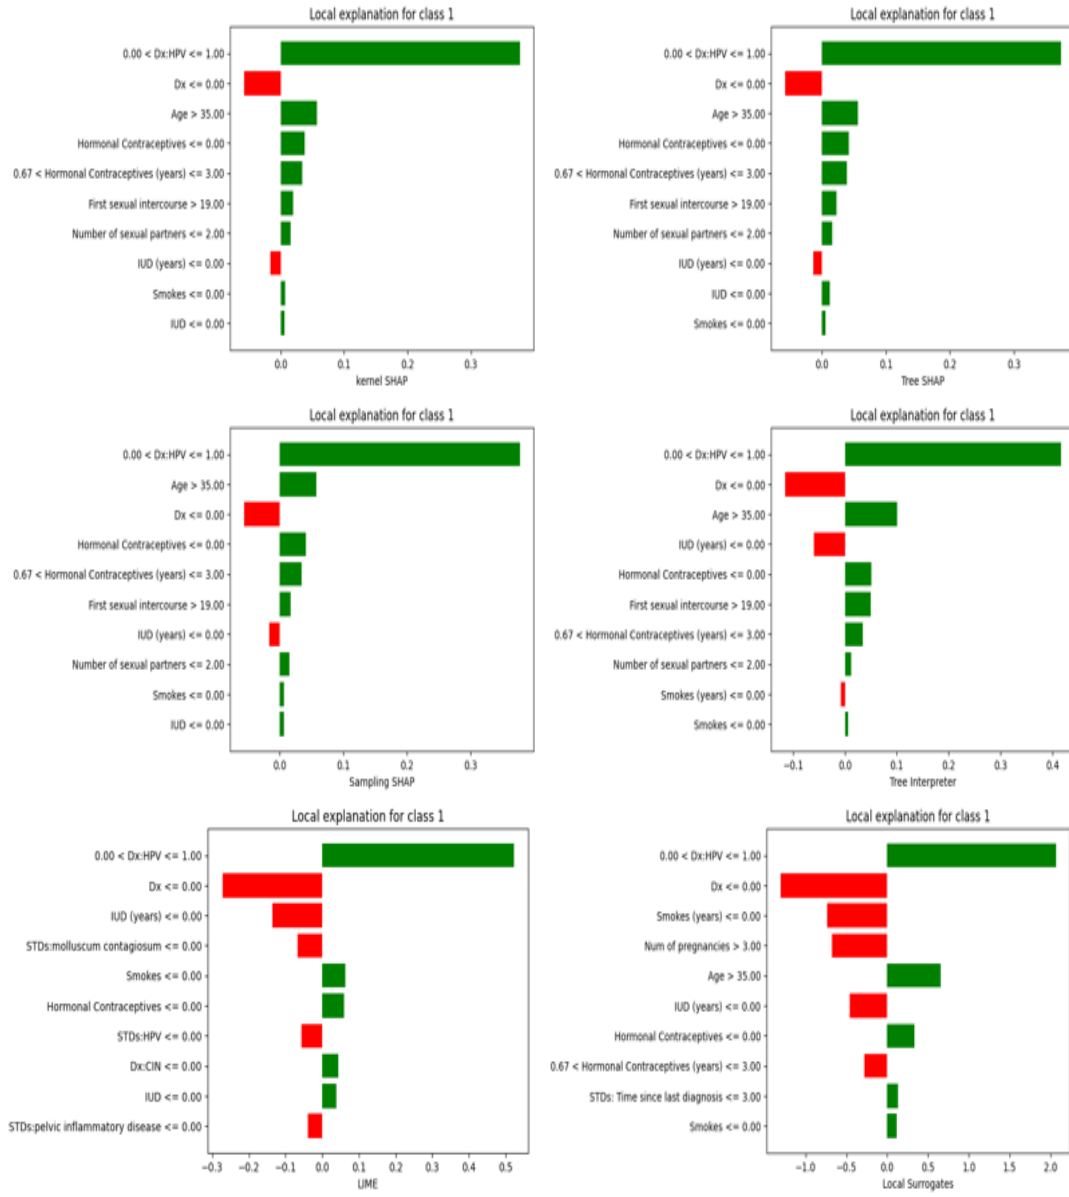 Local explanation for class 1
0.00 < Dx:HPV <= 1.00
Dx <= 0.00
Age > 35.00
Hormonal Contraceptives <= 0.00
0.67 < Hormonal Contraceptives (years) <= 3.00
First sexual intercourse > 19.00
Number of sexual partners <= 2.00
IUD (years) <= 0.00
Smokes <= 0.00
IUD <= 0.00
0.0 0.1 0.2 0.3
kernel SHAP
Local explanation for class 1
0.00 < Dx:HPV <= 1.00
Dx <= 0.00
Age > 35.00
Hormonal Contraceptives <= 0.00
0.67 < Hormonal Contraceptives (years) <= 3.00
First sexual intercourse > 19.00
Number of sexual partners <= 2.00
IUD (years) <= 0.00
IUD <= 0.00
Smokes <= 0.00
0.0 0.1 0.2 0.3
Tree SHAP
Local explanation for class 1
0.00 < Dx:HPV <= 1.00
Age > 35.00
Dx <= 0.00
Hormonal Contraceptives <= 0.00
0.67 < Hormonal Contraceptives (years) <= 3.00
First sexual intercourse > 19.00
IUD (years) <= 0.00
Number of sexual partners <= 2.00
Smokes <= 0.00
IUD <= 0.00
0.0 0.1 0.2 0.3
Sampling SHAP
Local explanation for class 1
0.00 < Dx:HPV <= 1.00
Dx <= 0.00
Age > 35.00
IUD (years) <= 0.00
Hormonal Contraceptives <= 0.00
First sexual intercourse > 19.00
0.67 < Hormonal Contraceptives (years) <= 3.00
Number of sexual partners <= 2.00
Smokes (years) <= 0.00
Smokes <= 0.00
−0.1 0.0 0.1 0.2 0.3 0.4
Tree Interpreter
Local explanation for class 1
0.00 < Dx:HPV <= 1.00
Dx <= 0.00
IUD (years) <= 0.00
STDs:molluscum contagiosum <= 0.00
Smokes <= 0.00
Hormonal Contraceptives <= 0.00
STDs:HPV <= 0.00
Dx:CIN <= 0.00
IUD <= 0.00
STDs:pelvic inflammatory disease <= 0.00
−0.3 −0.2 −0.1 0.0 0.1 0.2 0.3 0.4 0.5
LIME
Local explanation for class 1
0.00 < Dx:HPV <= 1.00
Dx <= 0.00
Smokes (years) <= 0.00
Num of pregnancies > 3.00
Age > 35.00
IUD (years) <= 0.00
Hormonal Contraceptives <= 0.00
0.67 < Hormonal Contraceptives (years) <= 3.00
STDs: Time since last diagnosis <= 3.00
Smokes <= 0.00
−1.0 −0.5 0.0 0.5 1.0 1.5 2.0
Local Surrogates